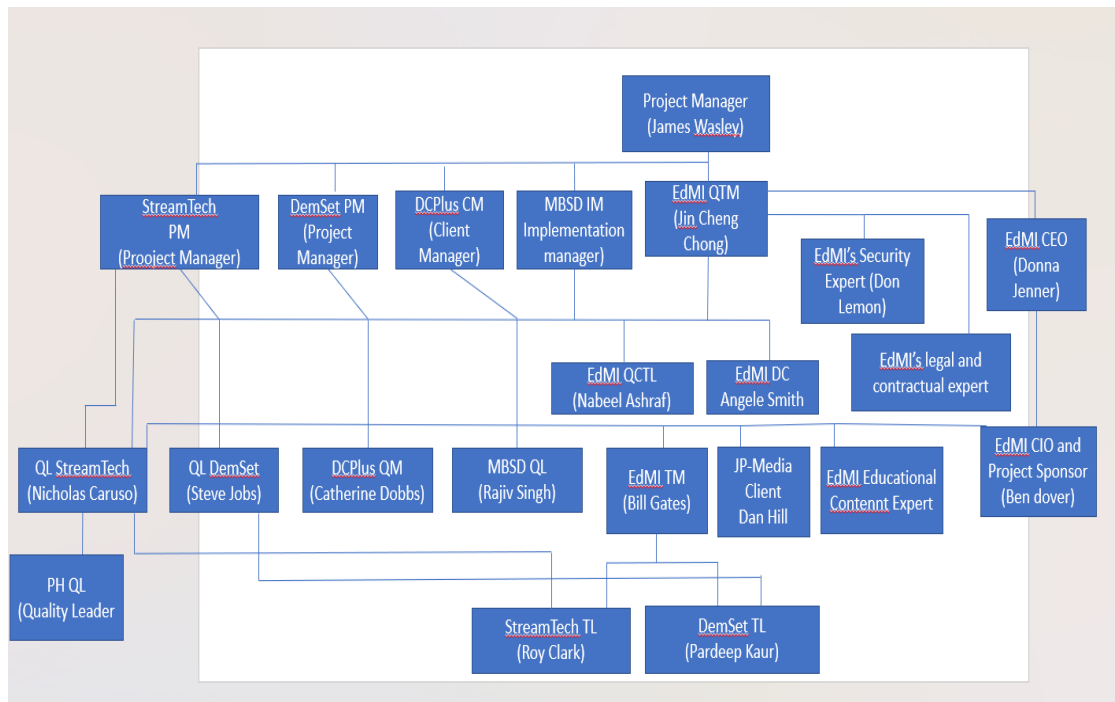 Project Manager
(James Wasley)
StreamTech
PM
(Prooject Manager)
DemSet PM
(Project
Manager)
DCPlus CM
(Client
Manager)
MBSD IM
Implementation
manager)
EdMI QTM
(Jin Cheng
Chong)
EdMI CEO
(Donna
Jenner)
EdMI's Security
Expert (Don
Lemon)
EdMI's legal and
contractual expert
EdMI QCTL
(Nabeel Ashraf)
EdMI DC
Angele Smith
QL StreamTech
(Nicholas Caruso)
QL DemSet
(Steve Jobs)
DCPlus QM
(Catherine Dobbs)
MBSD QL
(Rajiv Singh)
EdMI TM
(Bill Gates)
JP-Media
Client
Dan Hill
EdMI Educational
Contennt Expert
EdMI CIO and
Project Sponsor
(Ben dover)
PH QL
(Quality Leader
StreamTech TL
(Roy Clark)
DemSet TL
(Pardeep Kaur)